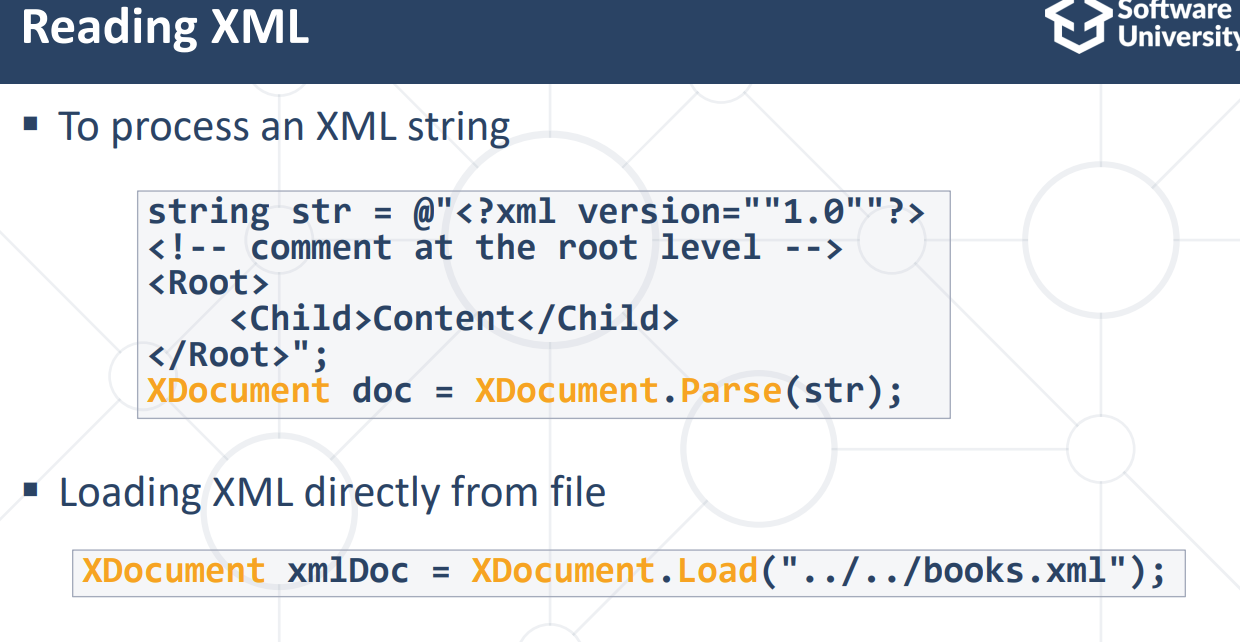 Reading XML
Software
University
▪ To process an XML string
string str = @"<?xml version=""1.0""?>
<!-- comment at the root level -->
<Root>
    <Child>Content</Child>
</Root>";
XDocument doc = XDocument.Parse(str);
▪ Loading XML directly from file
XDocument xmlDoc = XDocument.Load("../../books.xml");